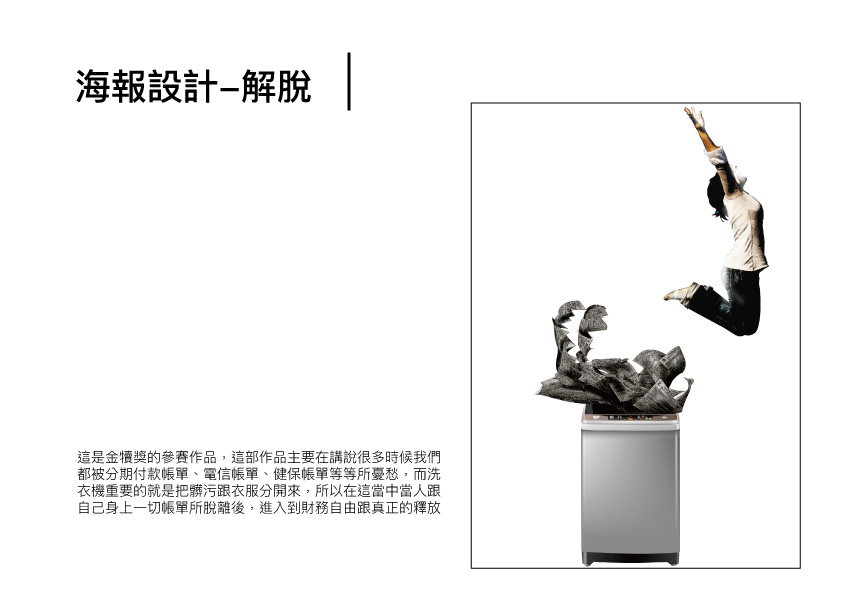 海報設計–解脫
這是金犢獎的參賽作品，這部作品主要在講說很多時候我們
都被分期付款帳單、電信帳單、健保帳單等等所憂愁，而洗
衣機重要的就是把髒污跟衣服分開來，所以在這當中當人跟
自己身上一切帳單所脫離後，進入到財務自由跟真正的釋放